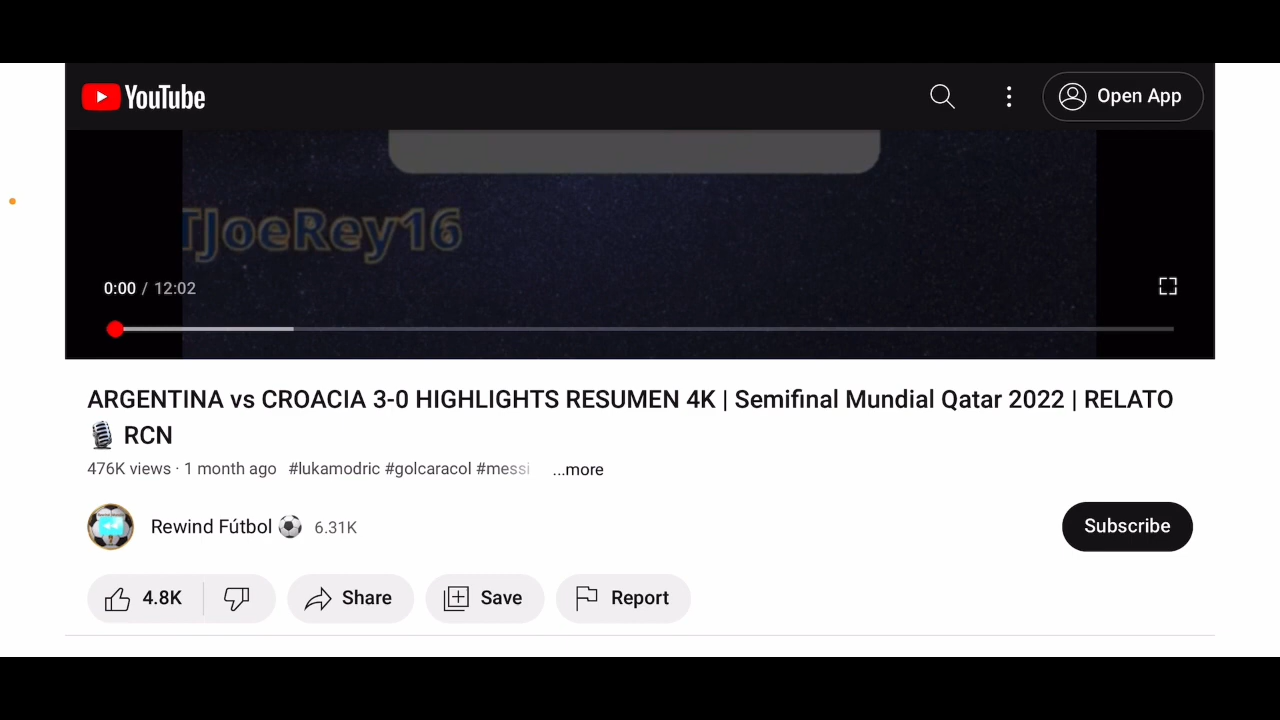 YouTube
Open App
TJoeRey16
0:00 / 12:02
ARGENTINA vs CROACIA 3-0 HIGHLIGHTS RESUMEN 4K | Semifinal Mundial Qatar 2022 | RELATO
🎙️ RCN
476K views · 1 month ago #lukamodric #golcaracol #messi ...more
Rewind Fútbol ⚽ 6.31K
Subscribe
4.8K Share Save Report